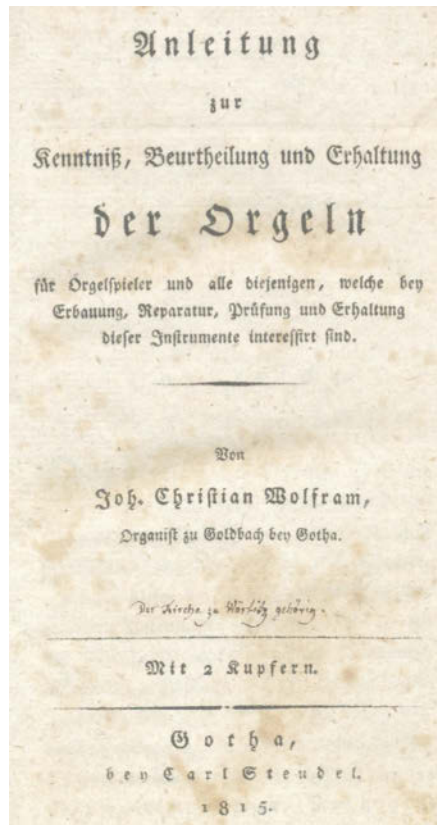 Anleitung
zur
Kenntniß, Beurtheilung und Erhaltung
der Orgeln
für Orgelspieler und alle diejenigen, welche bey
Erbauung, Reparatur, Prüfung und Erhaltung
dieser Instrumente interessirt sind.
Von
Joh. Christian Wolfram,
Organist zu Goldbach bey Gotha.
Der Kirche zu Wörlitz gehörig.
Mit 2 Kupfern.
Gotha,
bey Carl Steudel.
1815.